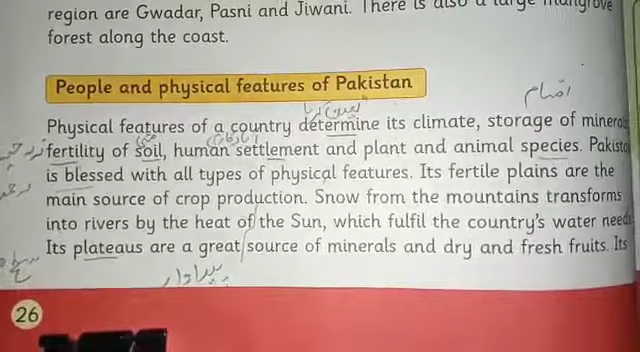 region are Gwadar, Pasni and Jiwani. There is also a large mangrove
forest along the coast.
People and physical features of Pakistan
اقسام
Physical features of a country determine its climate, storage of minerals
fertility of soil, human settlement and plant and animal species. Pakistan
is blessed with all types of physical features. Its fertile plains are the
main source of crop production. Snow from the mountains transforms
into rivers by the heat of the Sun, which fulfil the country's water needs
Its plateaus are a great source of minerals and dry and fresh fruits. Its
پیداوار
26